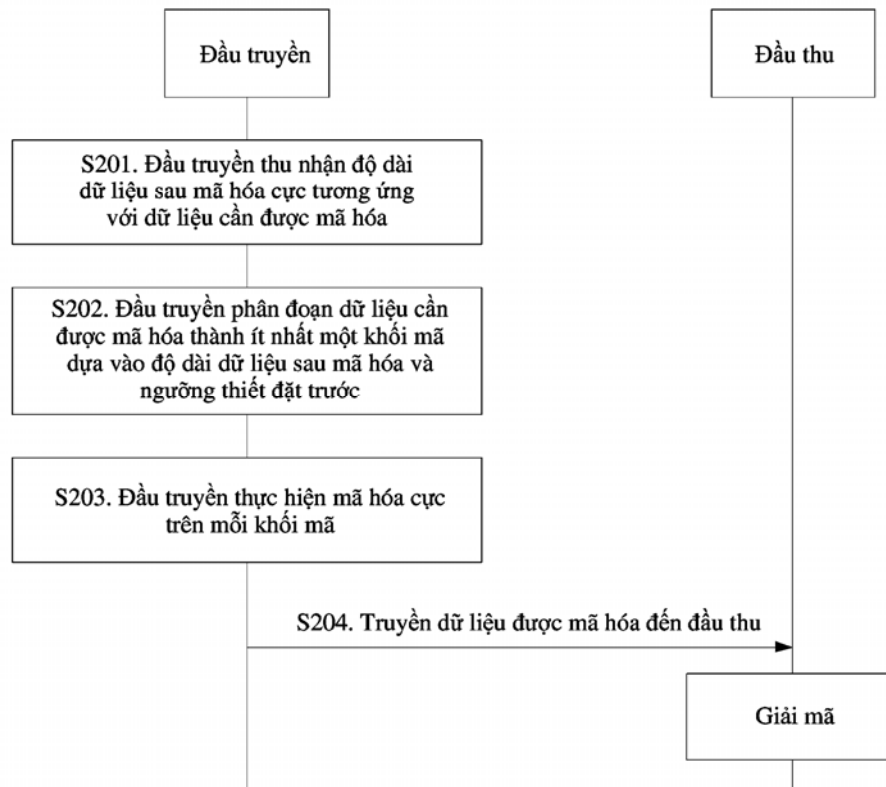 Đầu truyền
Đầu thu
S201. Đầu truyền thu nhận độ dài
dữ liệu sau mã hóa cực tương ứng
với dữ liệu cần được mã hóa
S202. Đầu truyền phân đoạn dữ liệu cần
được mã hóa thành ít nhất một khối mã
dựa vào độ dài dữ liệu sau mã hóa và
ngưỡng thiết đặt trước
S203. Đầu truyền thực hiện mã hóa cực
trên mỗi khối mã
S204. Truyền dữ liệu được mã hóa đến đầu thu
Giải mã